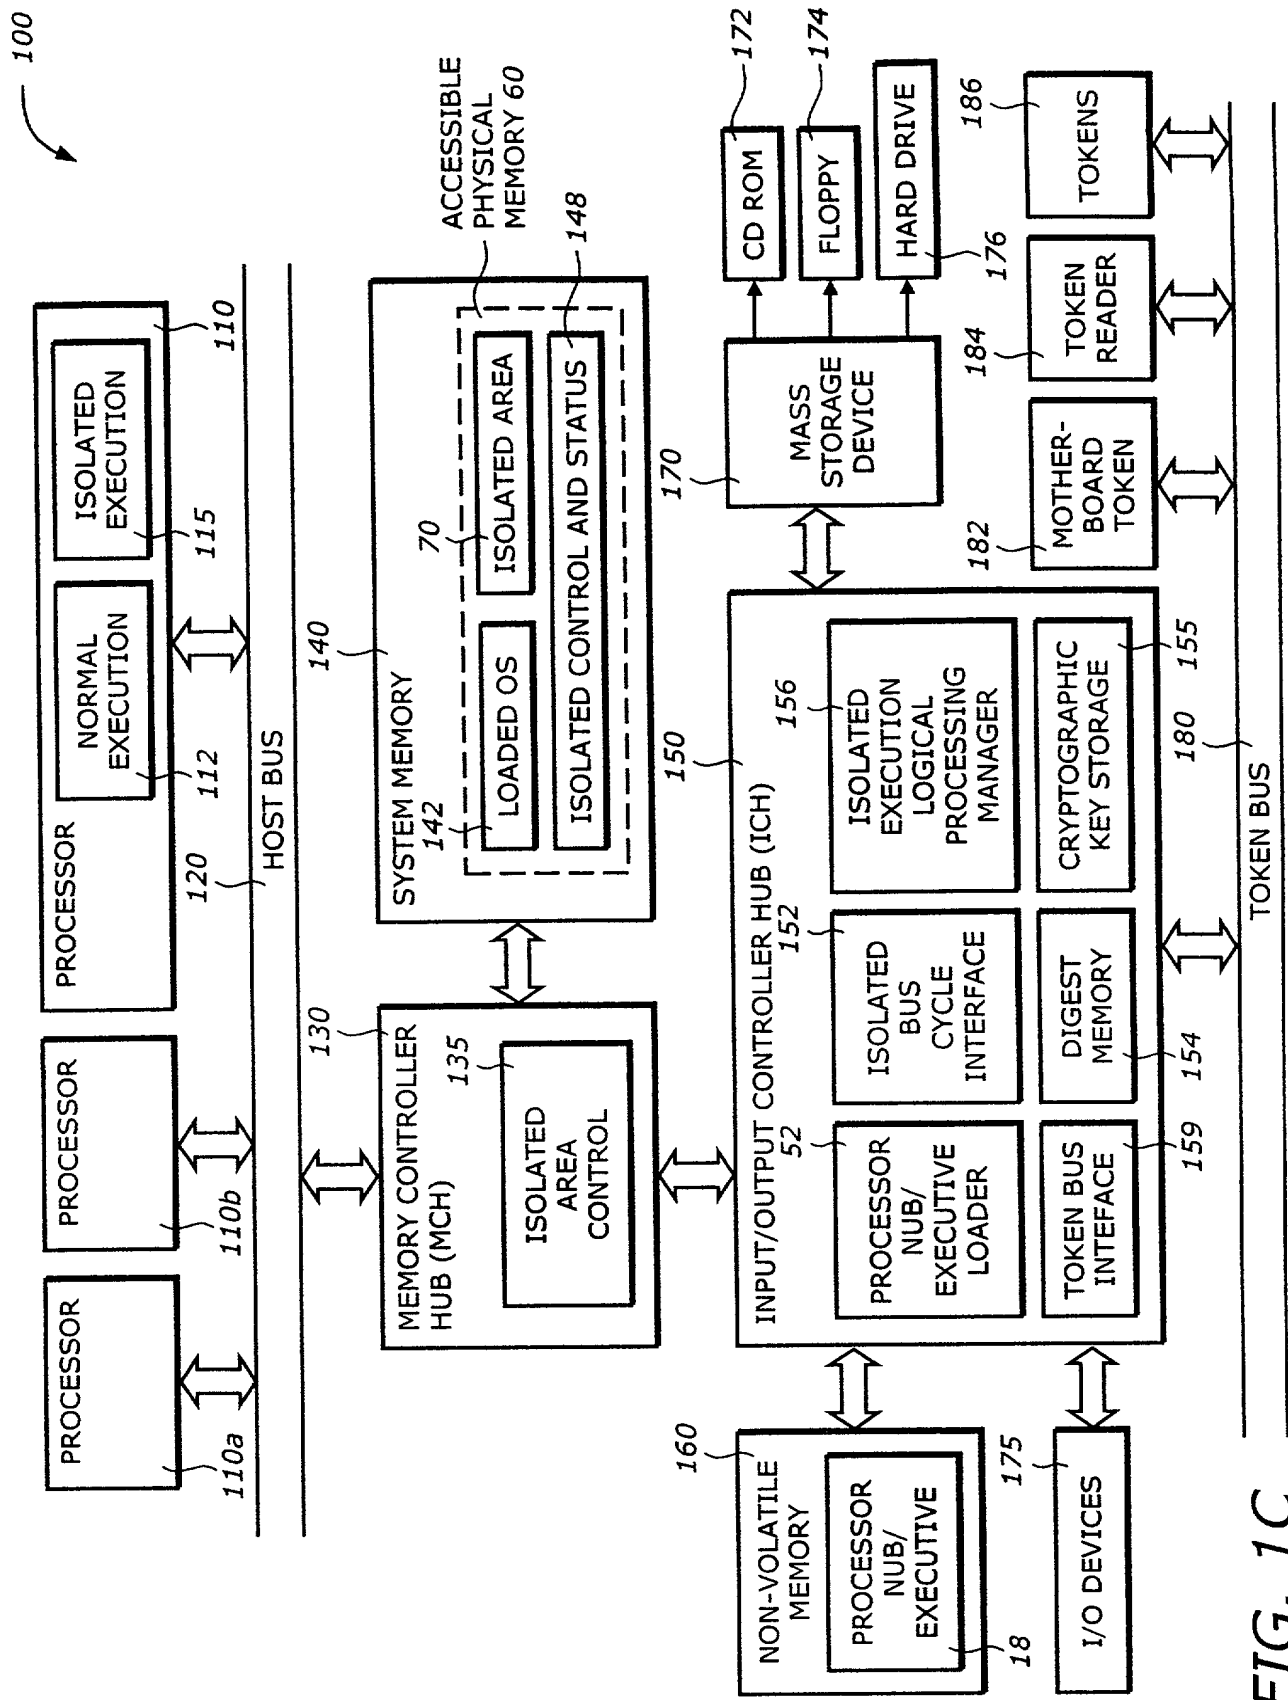 100
PROCESSOR
110a
PROCESSOR
110b
PROCESSOR
NORMAL
EXECUTION
112
ISOLATED
EXECUTION
115
110
120
HOST BUS
130
MEMORY CONTROLLER
HUB (MCH)
135
ISOLATED
AREA
CONTROL
140
SYSTEM MEMORY
142
LOADED OS
70
ISOLATED AREA
ISOLATED CONTROL AND STATUS
148
ACCESSIBLE
PHYSICAL
MEMORY 60
150
INPUT/OUTPUT CONTROLLER HUB (ICH)
52
PROCESSOR
NUB/
EXECUTIVE
LOADER
152
ISOLATED
BUS
CYCLE
INTERFACE
156
ISOLATED
EXECUTION
LOGICAL
PROCESSING
MANAGER
TOKEN BUS
INTEFACE
159
DIGEST
MEMORY
154
CRYPTOGRAPHIC
KEY STORAGE
155
160
NON-VOLATILE
MEMORY
PROCESSOR
NUB/
EXECUTIVE
18
175
I/O DEVICES
170
MASS
STORAGE
DEVICE
CD ROM
172
FLOPPY
174
HARD DRIVE
176
182
MOTHER-
BOARD
TOKEN
184
TOKEN
READER
186
TOKENS
180
TOKEN BUS
FIG. 1C